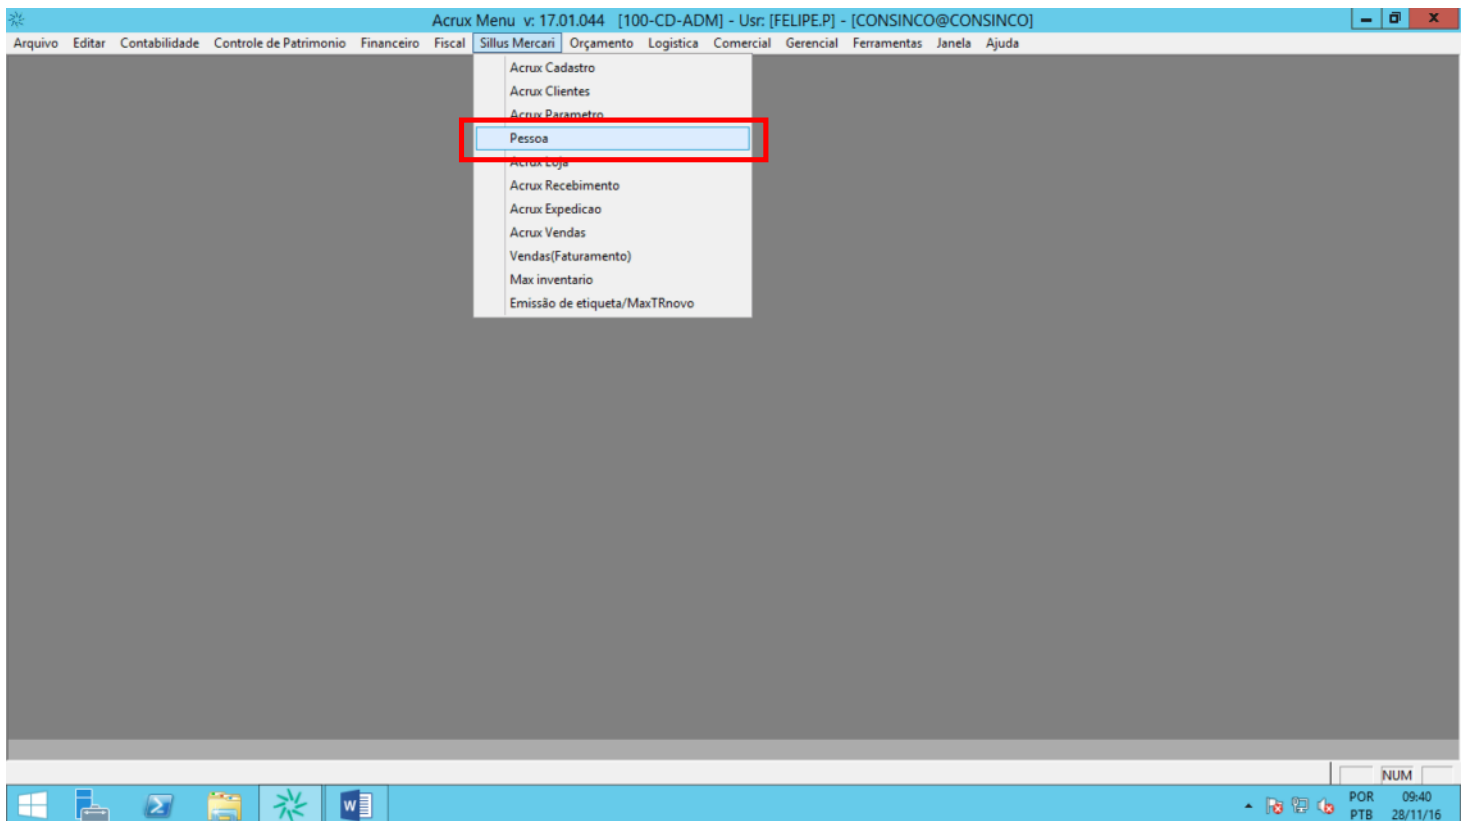 Acrux Menu v: 17.01.044 [100-CD-ADM] - Usr: [FELIPE.P] - [CONSINCO@CONSINCO]
Arquivo Editar Contabilidade Controle de Patrimonio Financeiro Fiscal Sillus Mercari Orçamento Logistica Comercial Gerencial Ferramentas Janela Ajuda
Acrux Cadastro
Acrux Clientes
Acrux Parametro
Pessoa
Acrux Loja
Acrux Recebimento
Acrux Expedicao
Acrux Vendas
Vendas(Faturamento)
Max inventario
Emissão de etiqueta/MaxTRnovo
NUM
POR 09:40
PTB 28/11/16